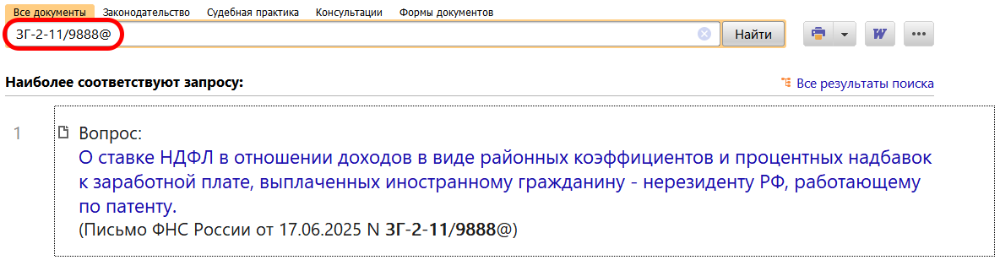 Все документы Законодательство Судебная практика Консультации Формы документов
ЗГ-2-11/9888@ Найти W
Наиболее соответствуют запросу: Все результаты поиска
1 Вопрос:
О ставке НДФЛ в отношении доходов в виде районных коэффициентов и процентных надбавок
к заработной плате, выплаченных иностранному гражданину - нерезиденту РФ, работающему
по патенту.
(Письмо ФНС России от 17.06.2025 N ЗГ-2-11/9888@)